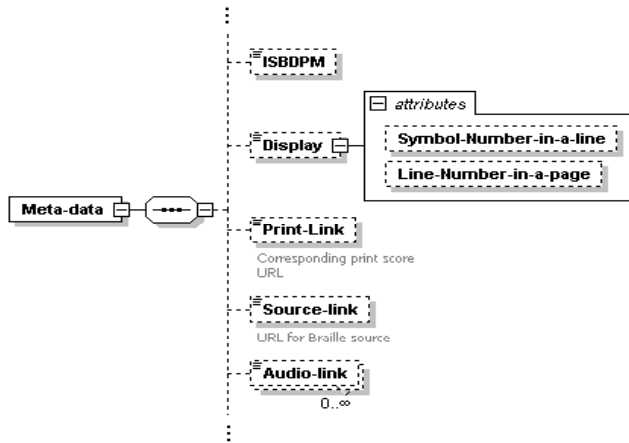 ISBDPM
attributes
Display
Symbol-Number-in-a-line
Line-Number-in-a-page
Meta-data
Print-Link
Corresponding print score
URL
Source-link
URL for Braille source
Audio-link
0..∞